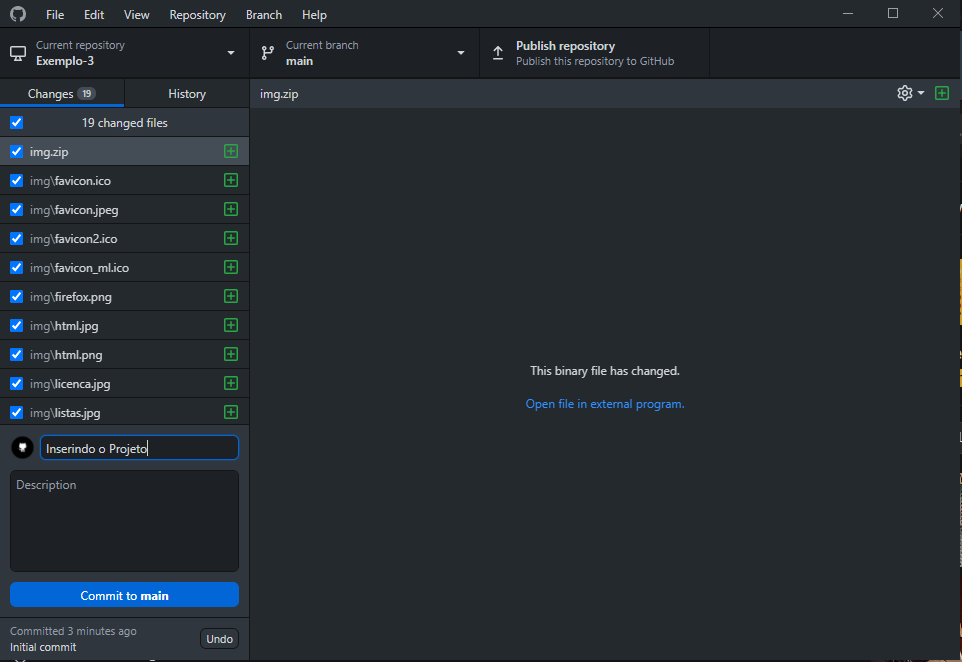 File Edit View Repository Branch Help
Current repository
Exemplo-3
Current branch
main
Publish repository
Publish this repository to GitHub
Changes 19 History
img.zip
19 changed files
img.zip
img\favicon.ico
img\favicon.jpeg
img\favicon2.ico
img\favicon_ml.ico
img\firefox.png
img\html.jpg
img\html.png
img\licenca.jpg
img\listas.jpg
This binary file has changed.
Open file in external program.
Inserindo o Projeto
Description
Commit to main
Committed 3 minutes ago
Initial commit
Undo